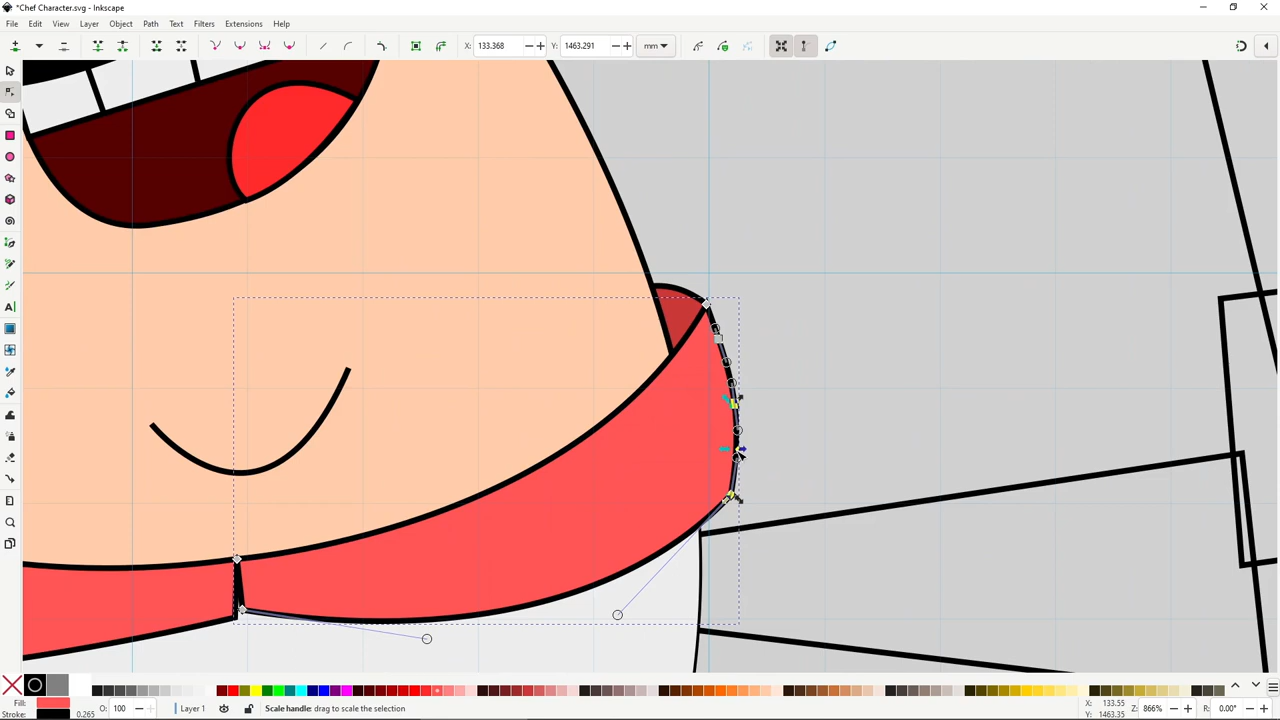 *Chef Character.svg - Inkscape
File Edit View Layer Object Path Text Filters Extensions Help
X: 133.368 Y: 1463.291 mm
Fill:
Stroke: 0.265 O: 100 Layer 1 Scale handle: drag to scale the selection X: 133.55 Z: 866% R: 0.00°
Y: 1463.35